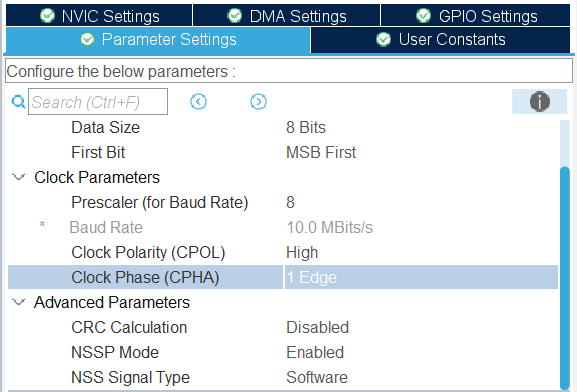 NVIC Settings DMA Settings GPIO Settings
Parameter Settings User Constants
Configure the below parameters :
Search (Ctrl+F)
Data Size 8 Bits
First Bit MSB First
Clock Parameters
Prescaler (for Baud Rate) 8
* Baud Rate 10.0 MBits/s
Clock Polarity (CPOL) High
Clock Phase (CPHA) 1 Edge
Advanced Parameters
CRC Calculation Disabled
NSSP Mode Enabled
NSS Signal Type Software